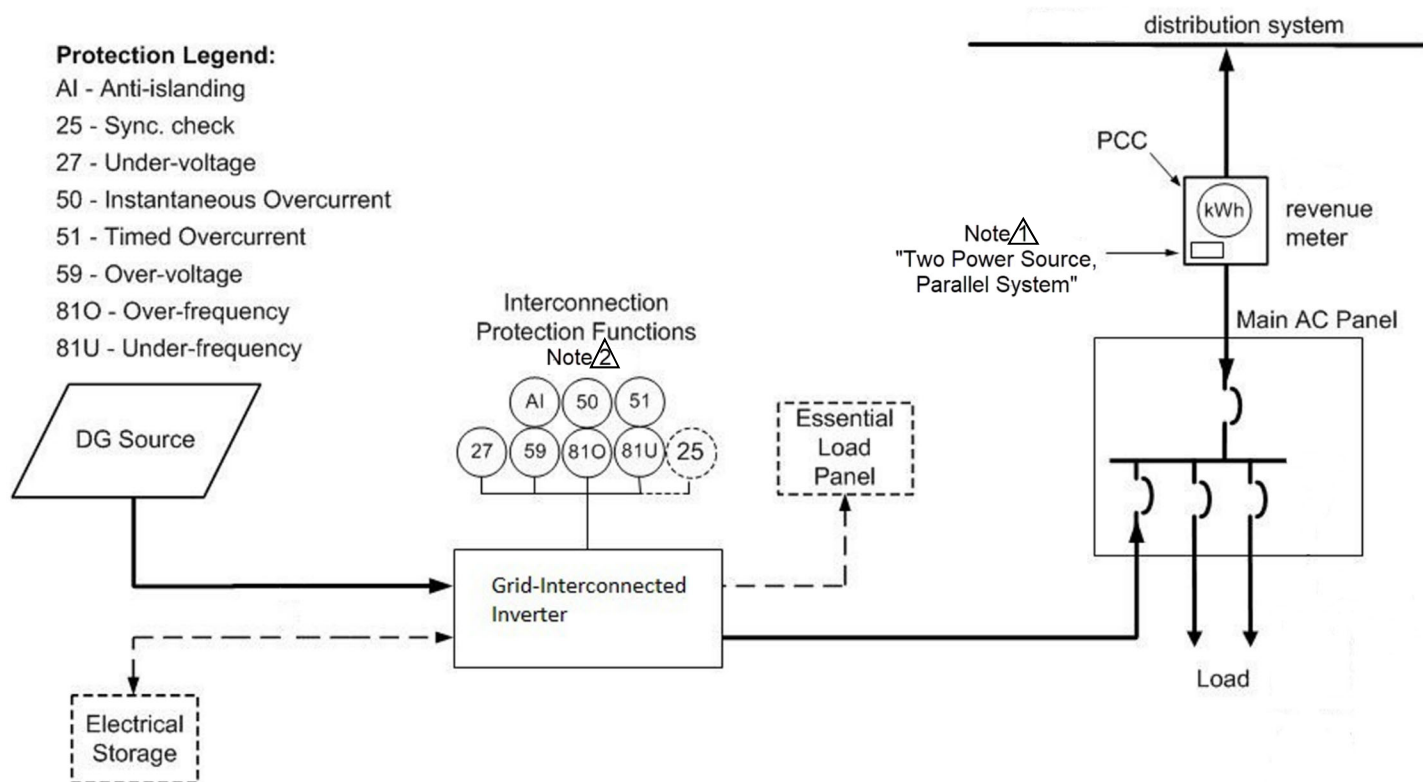 distribution system
Protection Legend:
AI - Anti-islanding
25 - Sync. check
27 - Under-voltage
50 - Instantaneous Overcurrent
51 - Timed Overcurrent
59 - Over-voltage
81O - Over-frequency
81U - Under-frequency
PCC
kWh
revenue
meter
Note 1
"Two Power Source,
Parallel System"
Main AC Panel
Interconnection
Protection Functions
Note 2
AI 50 51
27 59 81O 81U 25
DG Source
Essential
Load
Panel
Grid-Interconnected
Inverter
Load
Electrical
Storage